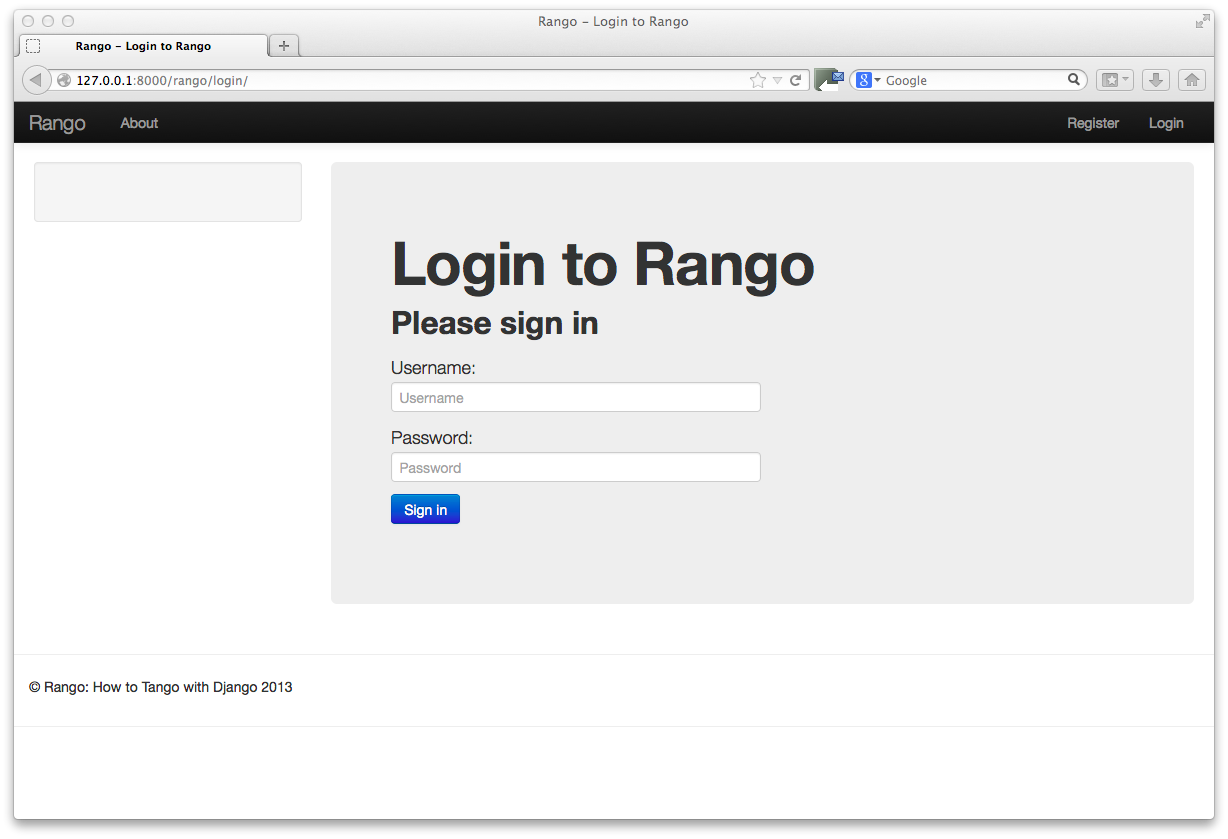 Rango – Login to Rango
Rango – Login to Rango
127.0.0.1:8000/rango/login/
Google
Rango About Register Login
Login to Rango
Please sign in
Username:
Username
Password:
Password
Sign in
© Rango: How to Tango with Django 2013